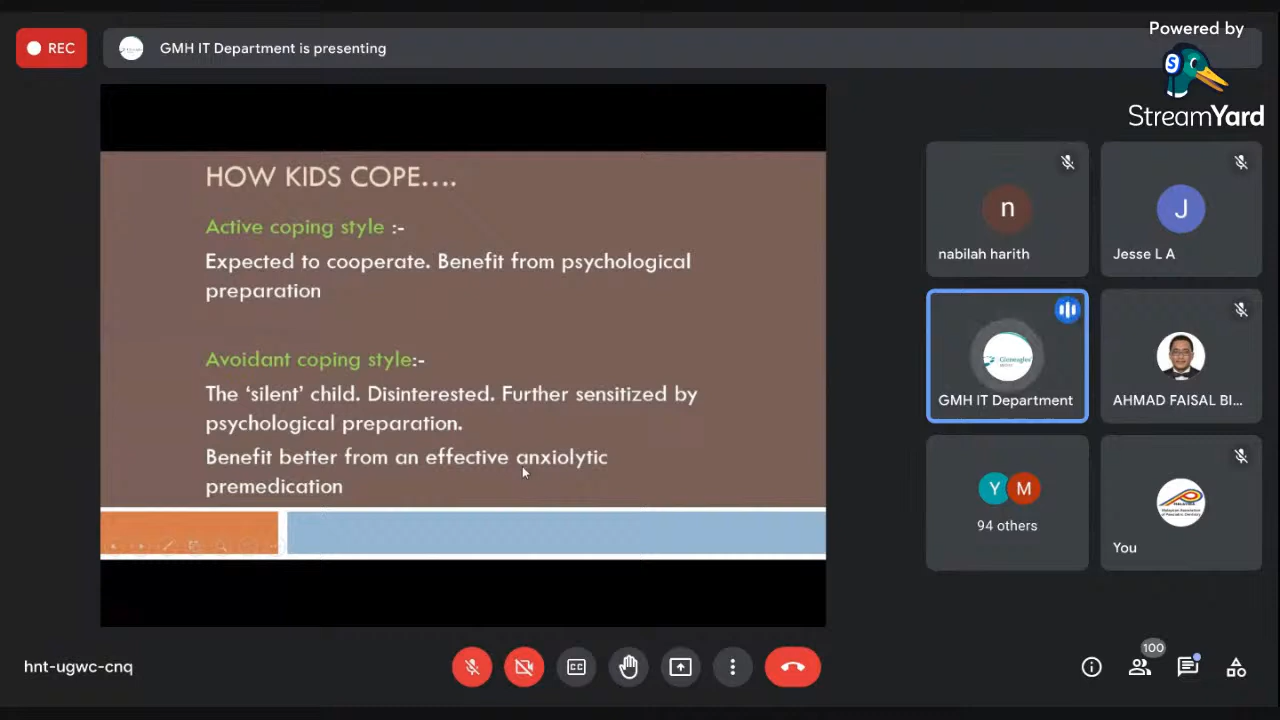 Powered by
StreamYard
REC
GMH IT Department is presenting
HOW KIDS COPE....
Active coping style :-
Expected to cooperate. Benefit from psychological
preparation
Avoidant coping style:-
The ‘silent’ child. Disinterested. Further sensitized by
psychological preparation.
Benefit better from an effective anxiolytic
premedication
n
nabilah harith
J
Jesse L A
Gleneagles
GMH IT Department
AHMAD FAISAL BI...
Y M
94 others
You
hnt-ugwc-cnq
CC
100